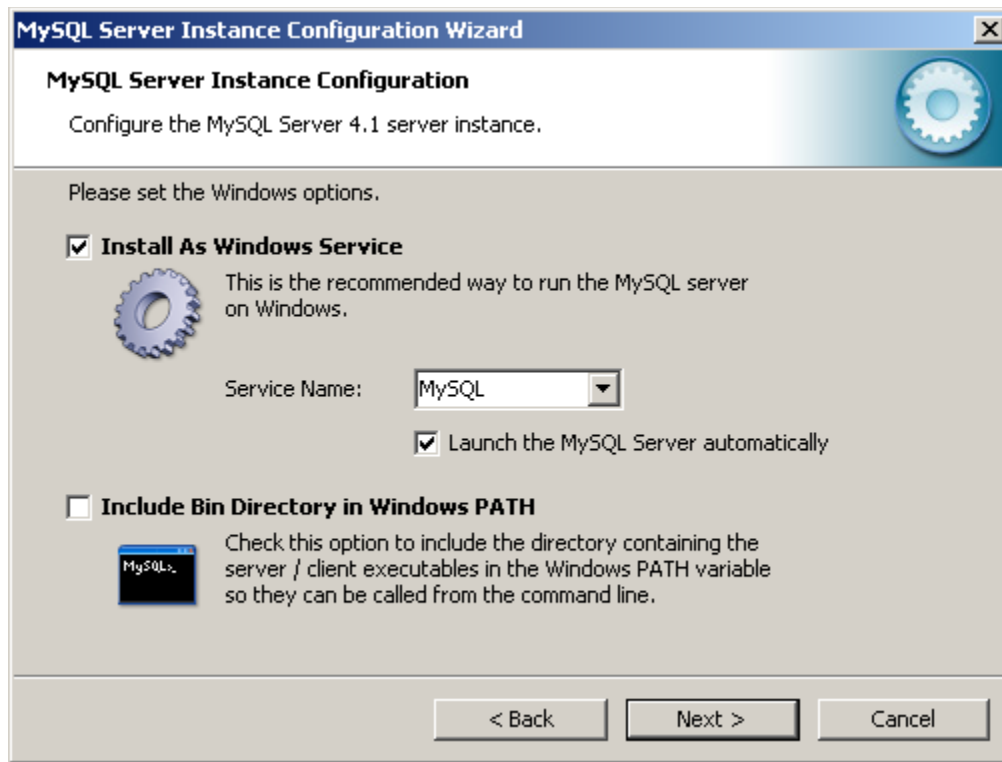 MySQL Server Instance Configuration Wizard
MySQL Server Instance Configuration
Configure the MySQL Server 4.1 server instance.
Please set the Windows options.
Install As Windows Service
This is the recommended way to run the MySQL server
on Windows.
Service Name: MySQL
Launch the MySQL Server automatically
Include Bin Directory in Windows PATH
MySQL>_
Check this option to include the directory containing the
server / client executables in the Windows PATH variable
so they can be called from the command line.
< Back Next > Cancel